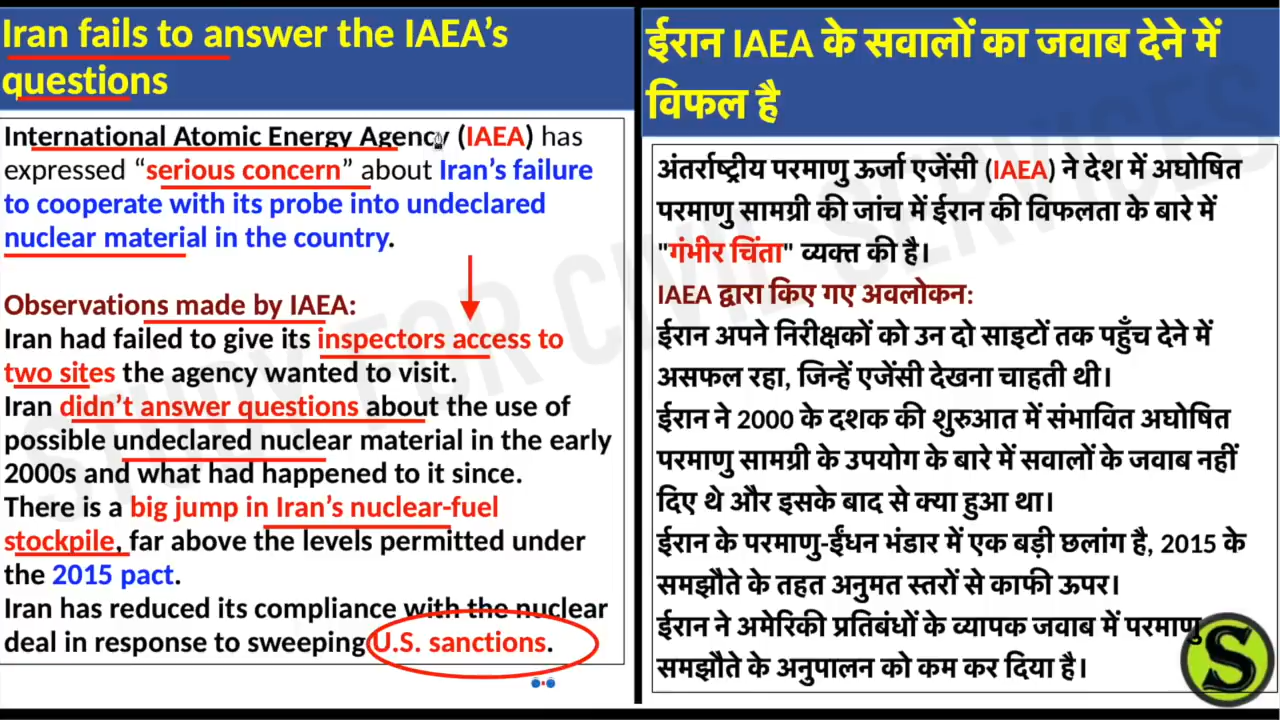 Iran fails to answer the IAEA's
questions
International Atomic Energy Agency (IAEA) has
expressed “serious concern” about Iran's failure
to cooperate with its probe into undeclared
nuclear material in the country.
Observations made by IAEA:
Iran had failed to give its inspectors access to
two sites the agency wanted to visit.
Iran didn't answer questions about the use of
possible undeclared nuclear material in the early
2000s and what had happened to it since.
There is a big jump in Iran's nuclear-fuel
stockpile, far above the levels permitted under
the 2015 pact.
Iran has reduced its compliance with the nuclear
deal in response to sweeping U.S. sanctions.
ईरान IAEA के सवालों का जवाब देने में
विफल है
अंतर्राष्ट्रीय परमाणु ऊर्जा एजेंसी (IAEA) ने देश में अघोषित
परमाणु सामग्री की जांच में ईरान की विफलता के बारे में
"गंभीर चिंता" व्यक्त की है।
IAEA द्वारा किए गए अवलोकन:
ईरान अपने निरीक्षकों को उन दो साइटों तक पहुँच देने में
असफल रहा, जिन्हें एजेंसी देखना चाहती थी।
ईरान ने 2000 के दशक की शुरुआत में संभावित अघोषित
परमाणु सामग्री के उपयोग के बारे में सवालों के जवाब नहीं
दिए थे और इसके बाद से क्या हुआ था।
ईरान के परमाणु-ईंधन भंडार में एक बड़ी छलांग है, 2015 के
समझौते के तहत अनुमत स्तरों से काफी ऊपर।
ईरान ने अमेरिकी प्रतिबंधों के व्यापक जवाब में परमाणु
समझौते के अनुपालन को कम कर दिया है।
STUDY FOR CIVIL SERVICES
S